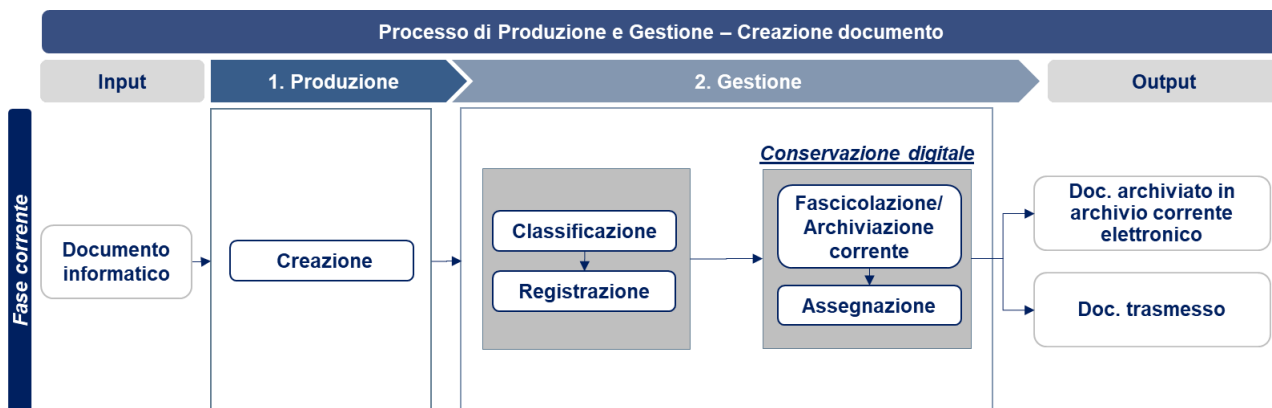 Processo di Produzione e Gestione – Creazione documento
Input
1. Produzione
2. Gestione
Output
Fase corrente
Documento
informatico
Creazione
Classificazione
Registrazione
Conservazione digitale
Fascicolazione/
Archiviazione
corrente
Assegnazione
Doc. archiviato in
archivio corrente
elettronico
Doc. trasmesso